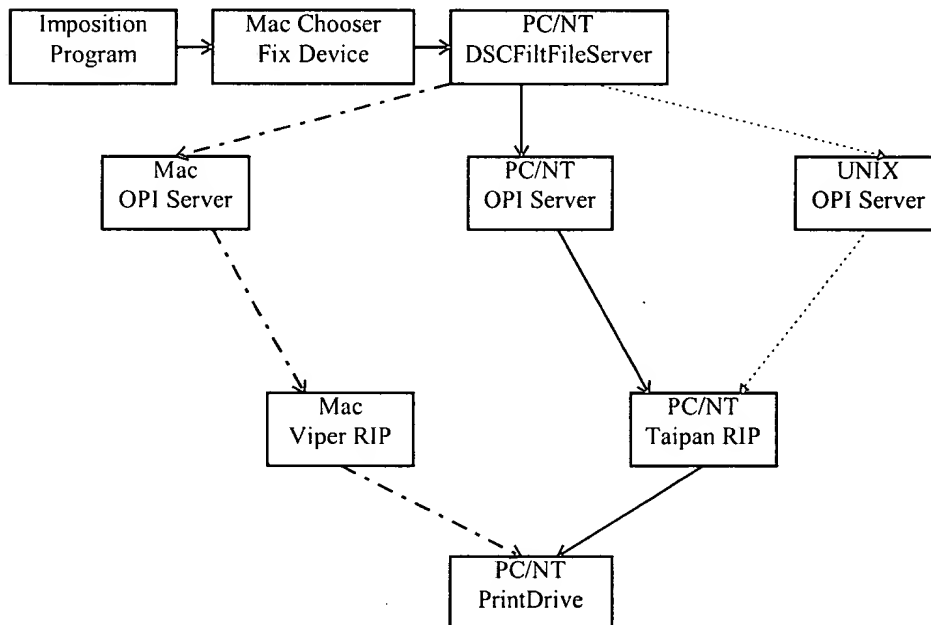 Imposition
Program
Mac Chooser
Fix Device
PC/NT
DSCFiltFileServer
Mac
OPI Server
PC/NT
OPI Server
UNIX
OPI Server
Mac
Viper RIP
PC/NT
Taipan RIP
PC/NT
PrintDrive